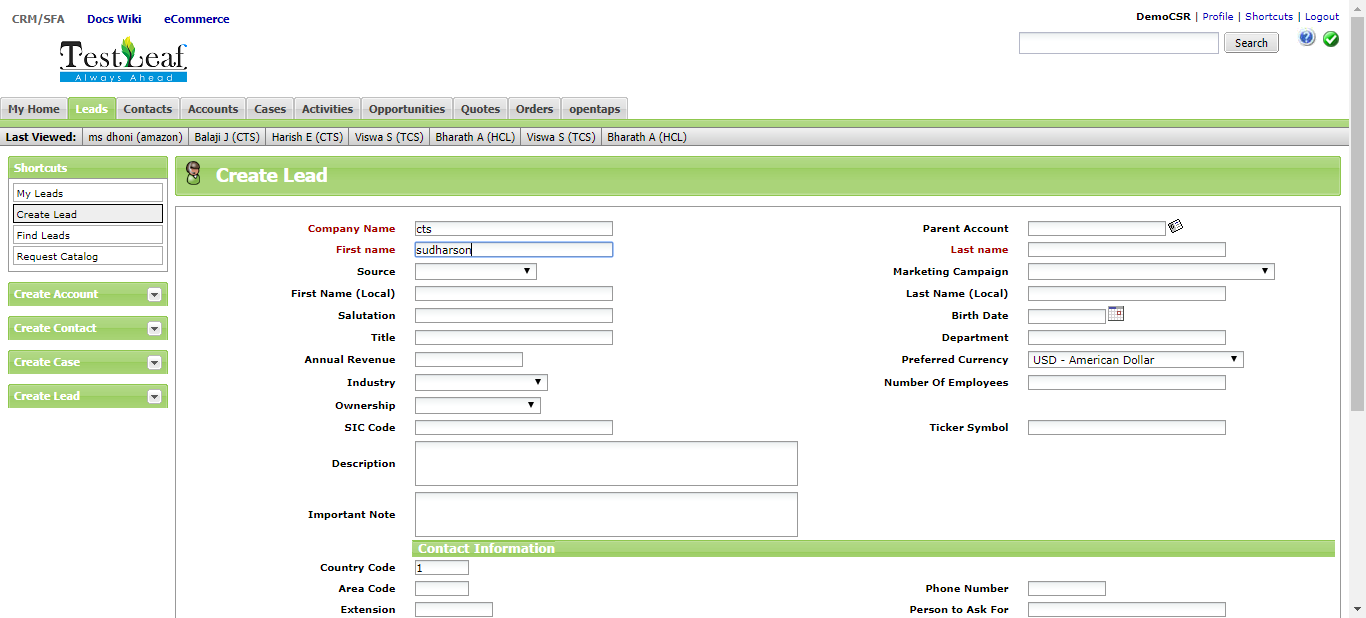 CRM/SFA Docs Wiki eCommerce
DemoCSR | Profile | Shortcuts | Logout
TestLeaf
Always Ahead
Search
My Home Leads Contacts Accounts Cases Activities Opportunities Quotes Orders opentaps
Last Viewed: ms dhoni (amazon) Balaji J (CTS) Harish E (CTS) Viswa S (TCS) Bharath A (HCL) Viswa S (TCS) Bharath A (HCL)
Shortcuts
My Leads
Create Lead
Find Leads
Request Catalog
Create Account
Create Contact
Create Case
Create Lead
Create Lead
Company Name cts Parent Account
First name sudharson Last name
Source Marketing Campaign
First Name (Local) Last Name (Local)
Salutation Birth Date
Title Department
Annual Revenue Preferred Currency USD - American Dollar
Industry Number Of Employees
Ownership
SIC Code Ticker Symbol
Description
Important Note
Contact Information
Country Code 1
Area Code Phone Number
Extension Person to Ask For